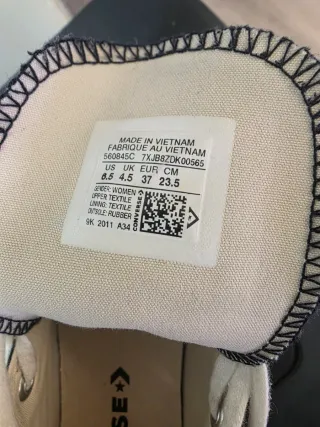 MADE IN VIETNAM
FABRIQUE AU VIETNAM
560845C 7XJB8ZDK00565
US UK EUR CM
6.5 4.5 37 23.5
GENDER: WOMEN
UPPER: TEXTILE
LINING: TEXTILE
OUTSOLE: RUBBER
9K 2011 A34
CONVERSE